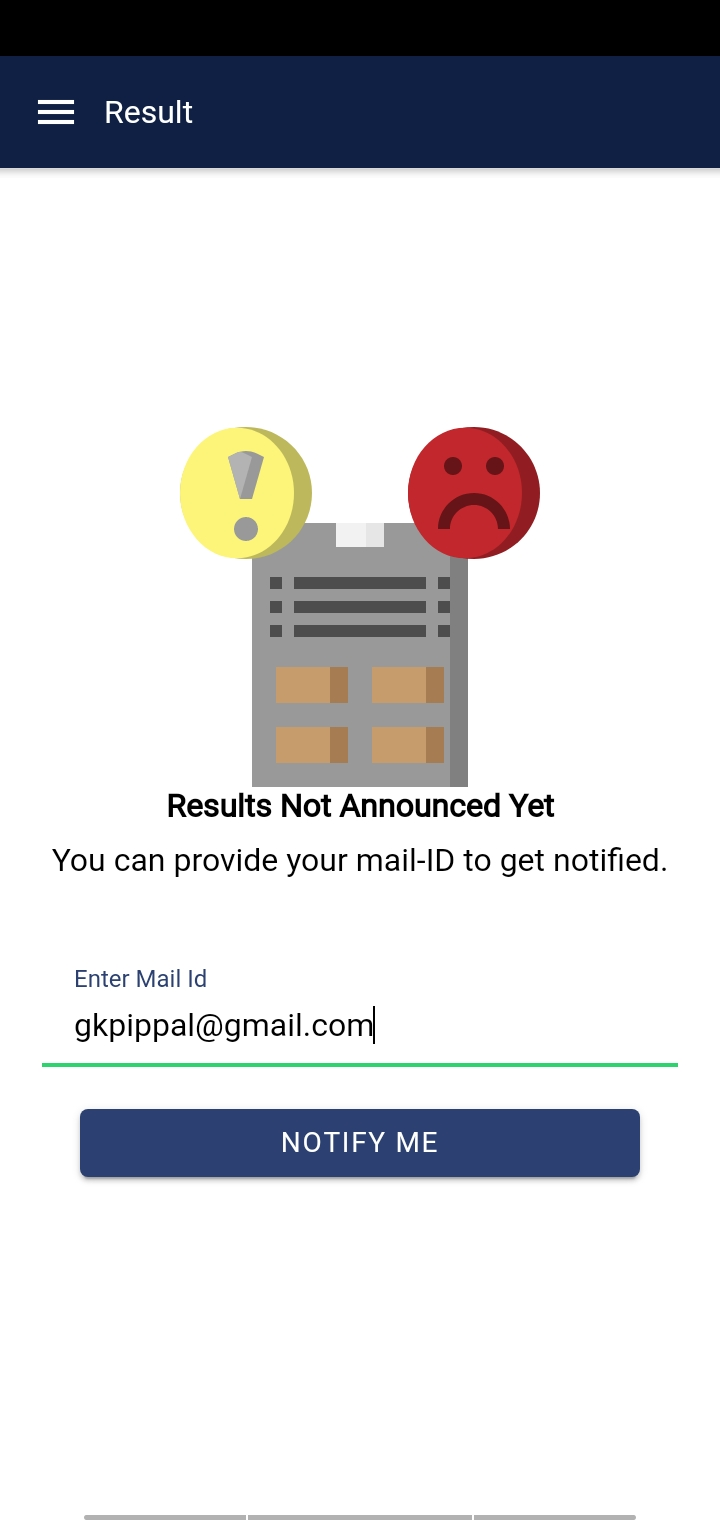 Result
Results Not Announced Yet
You can provide your mail-ID to get notified.
Enter Mail Id
gkpippal@gmail.com
NOTIFY ME